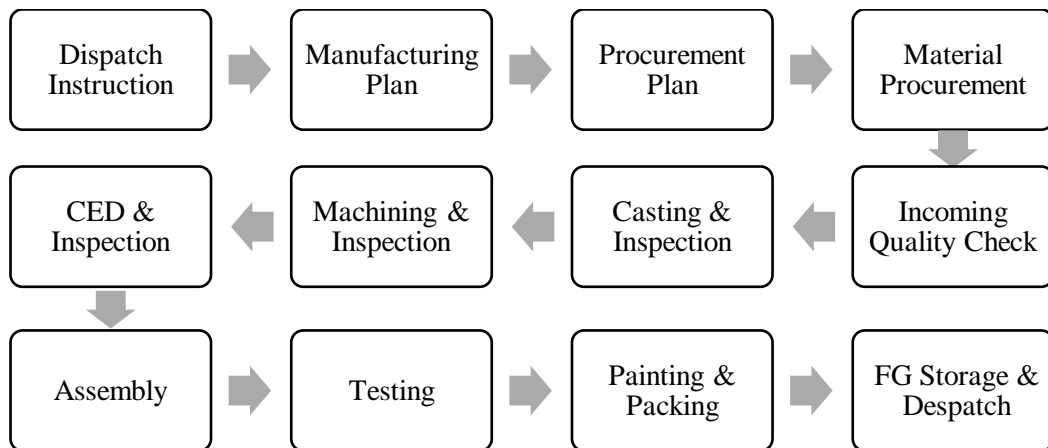 Dispatch
Instruction
Manufacturing
Plan
Procurement
Plan
Material
Procurement
Incoming
Quality Check
Casting &
Inspection
Machining &
Inspection
CED &
Inspection
Assembly
Testing
Painting &
Packing
FG Storage &
Despatch